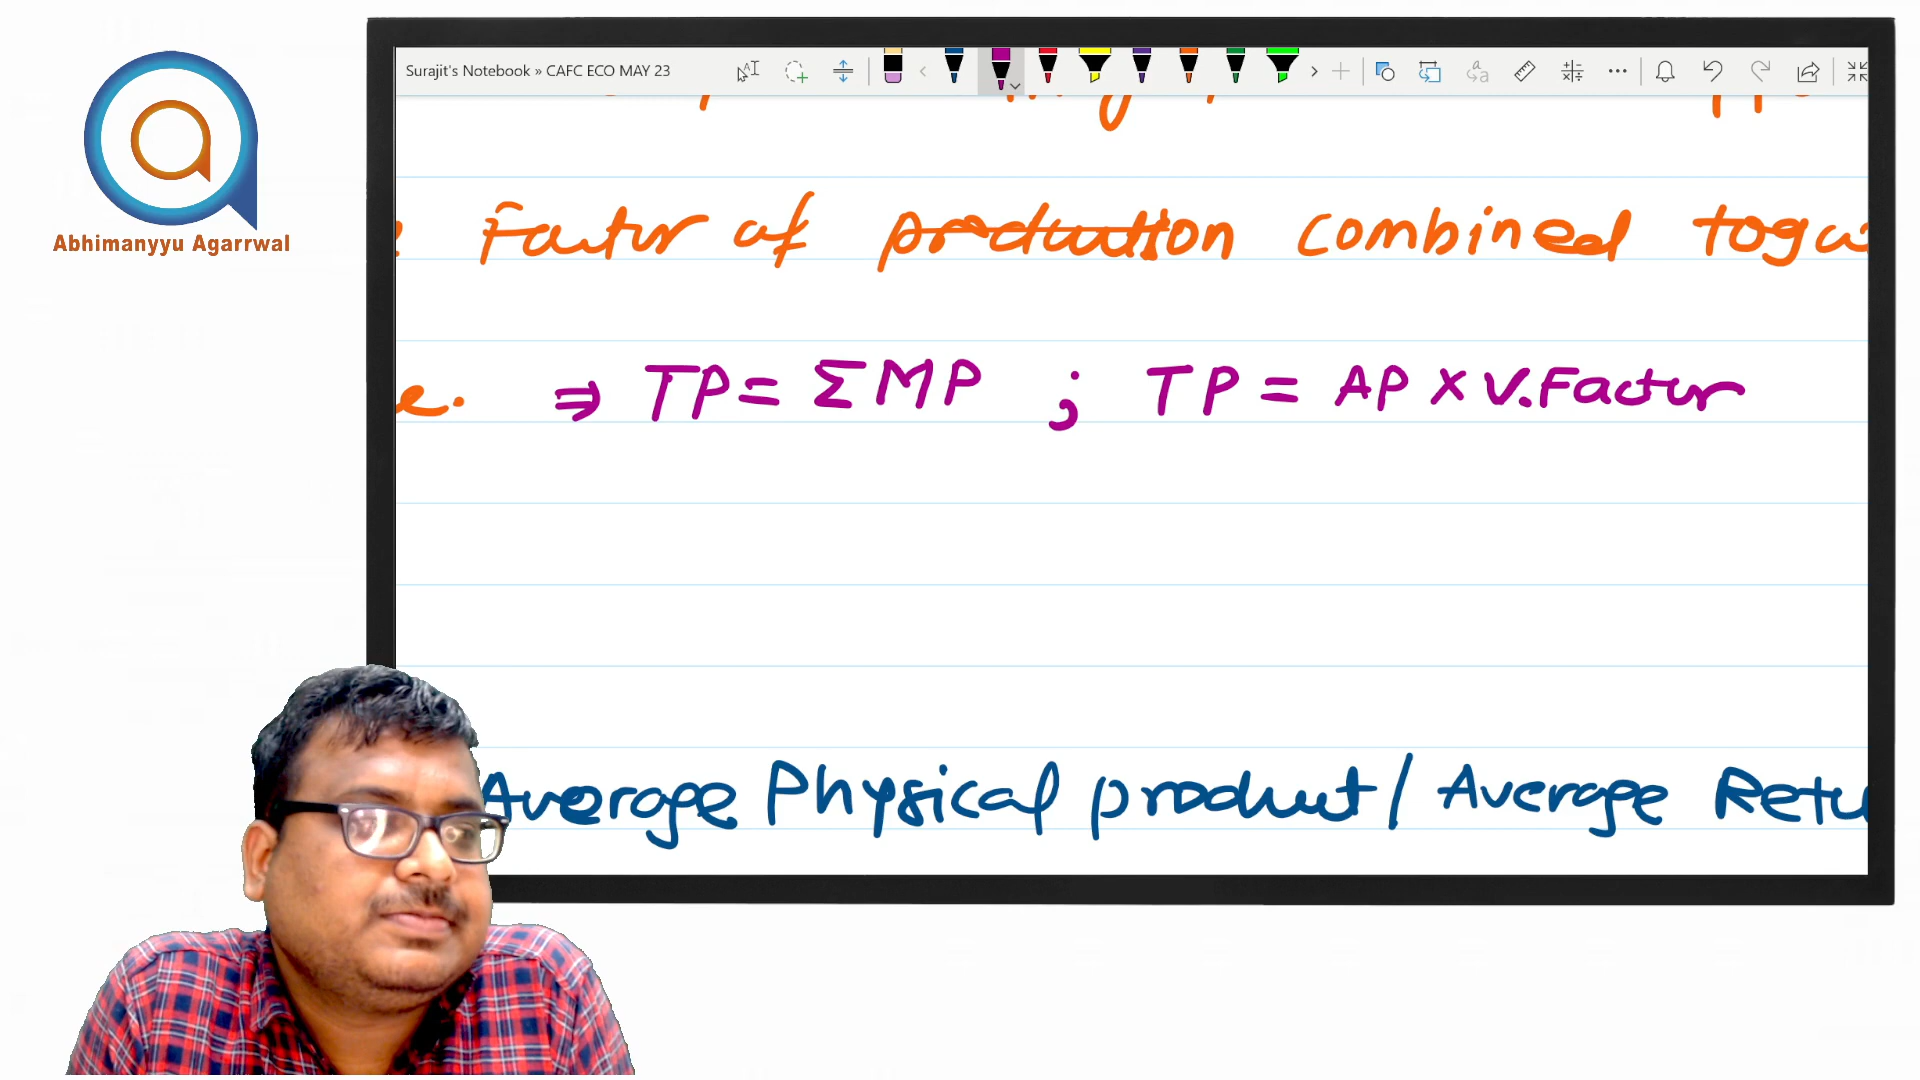 Surajit's Notebook » CAFC ECO MAY 23
Abhimanyyu Agarrwal
Factor of production combined
e. ⇒ TP = ΣMP ; TP = AP X V.Factor
Average Physical product / Average Retu